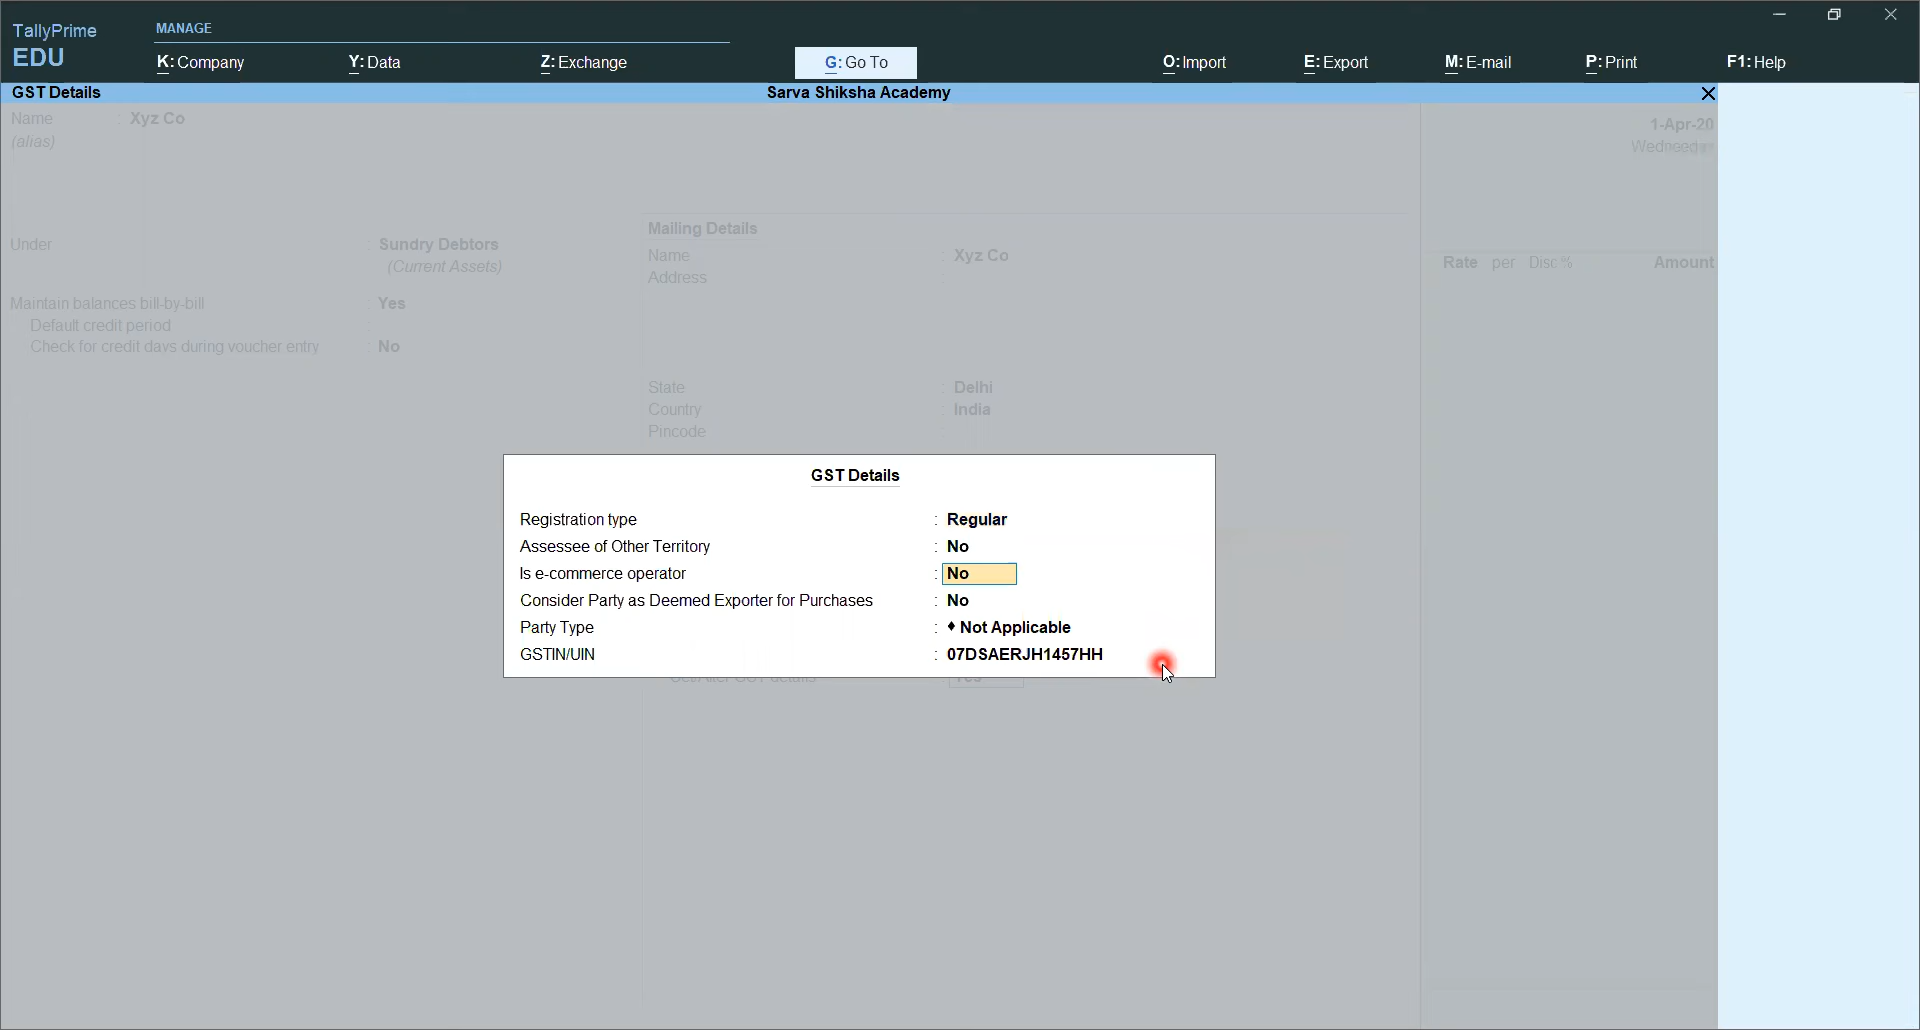 TallyPrime
EDU
MANAGE
K: Company
Y: Data
Z: Exchange
G: Go To
O: Import
E: Export
M: E-mail
P: Print
F1: Help
GST Details
Sarva Shiksha Academy
Name : Xyz Co
(alias)
1-Apr-20
Under : Sundry Debtors
(Current Assets)
Maintain balances bill-by-bill : Yes
Default credit period :
Check for credit days during voucher entry : No
Mailing Details
Name : Xyz Co
Address :
State : Delhi
Country : India
Pincode :
Rate per Disc % Amount
GST Details
Registration type : Regular
Assessee of Other Territory : No
Is e-commerce operator : No
Consider Party as Deemed Exporter for Purchases : No
Party Type : ♦ Not Applicable
GSTIN/UIN : 07DSAERJH1457HH